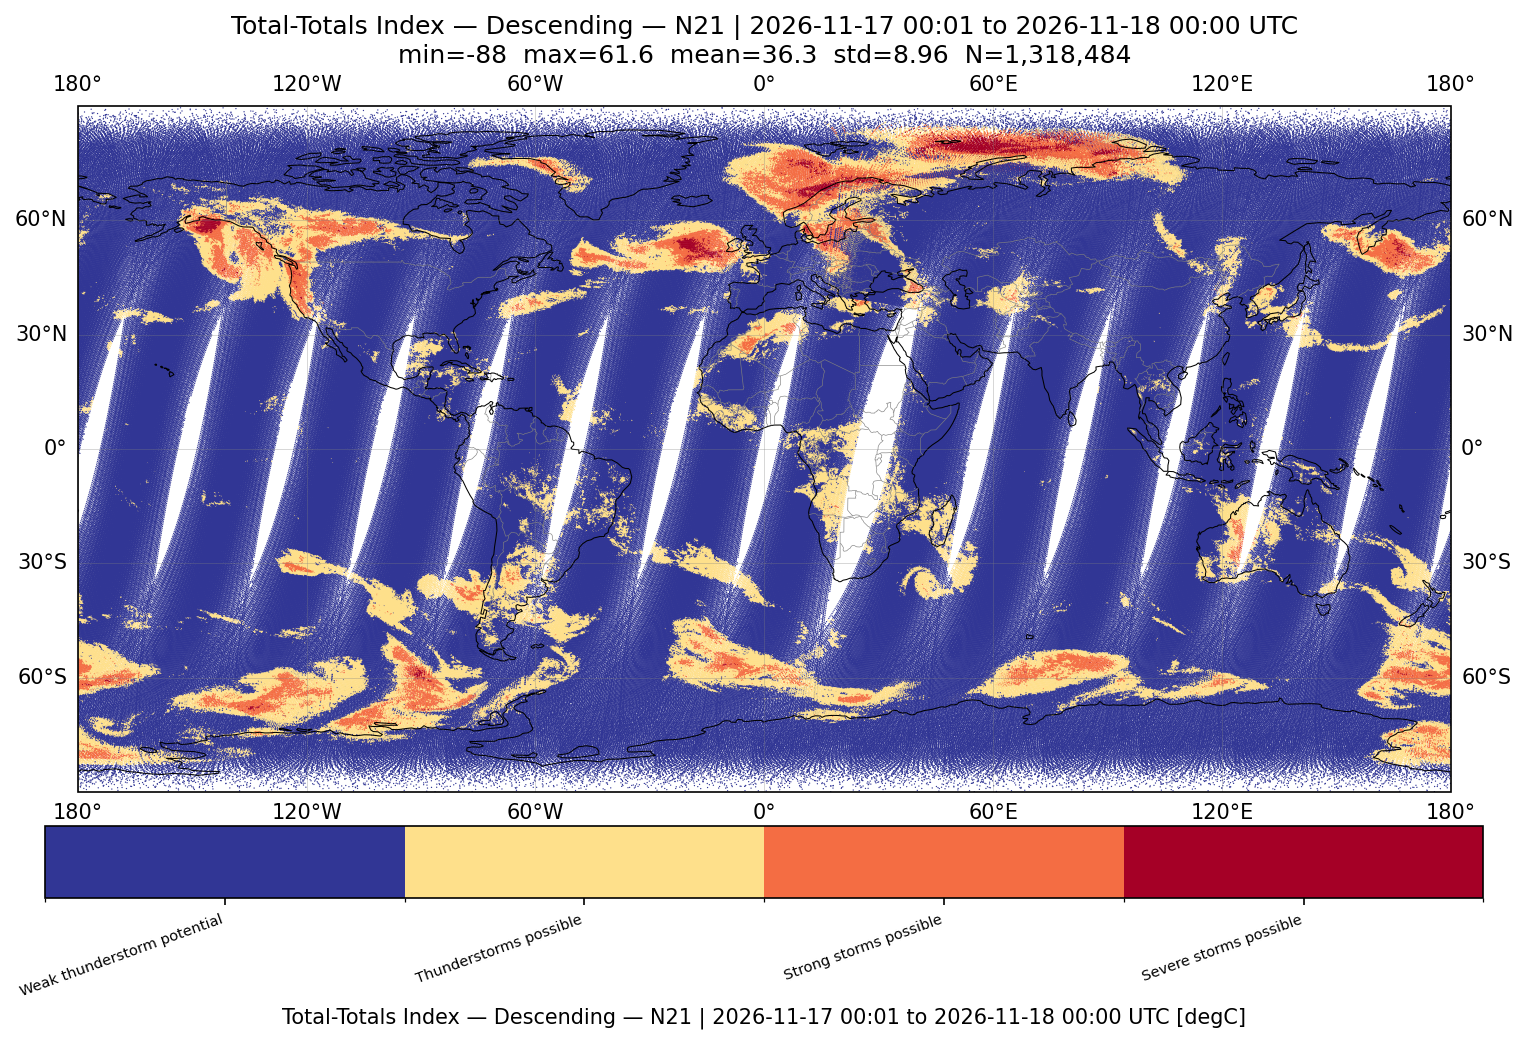 Total-Totals Index — Descending — N21 | 2026-11-17 00:01 to 2026-11-18 00:00 UTC
min=-88  max=61.6  mean=36.3  std=8.96  N=1,318,484
180° 120°W 60°W 0° 60°E 120°E 180°
60°N 60°N
30°N 30°N
0° 0°
30°S 30°S
60°S 60°S
180° 120°W 60°W 0° 60°E 120°E 180°
Weak thunderstorm potential
Thunderstorms possible
Strong storms possible
Severe storms possible
Total-Totals Index — Descending — N21 | 2026-11-17 00:01 to 2026-11-18 00:00 UTC [degC]